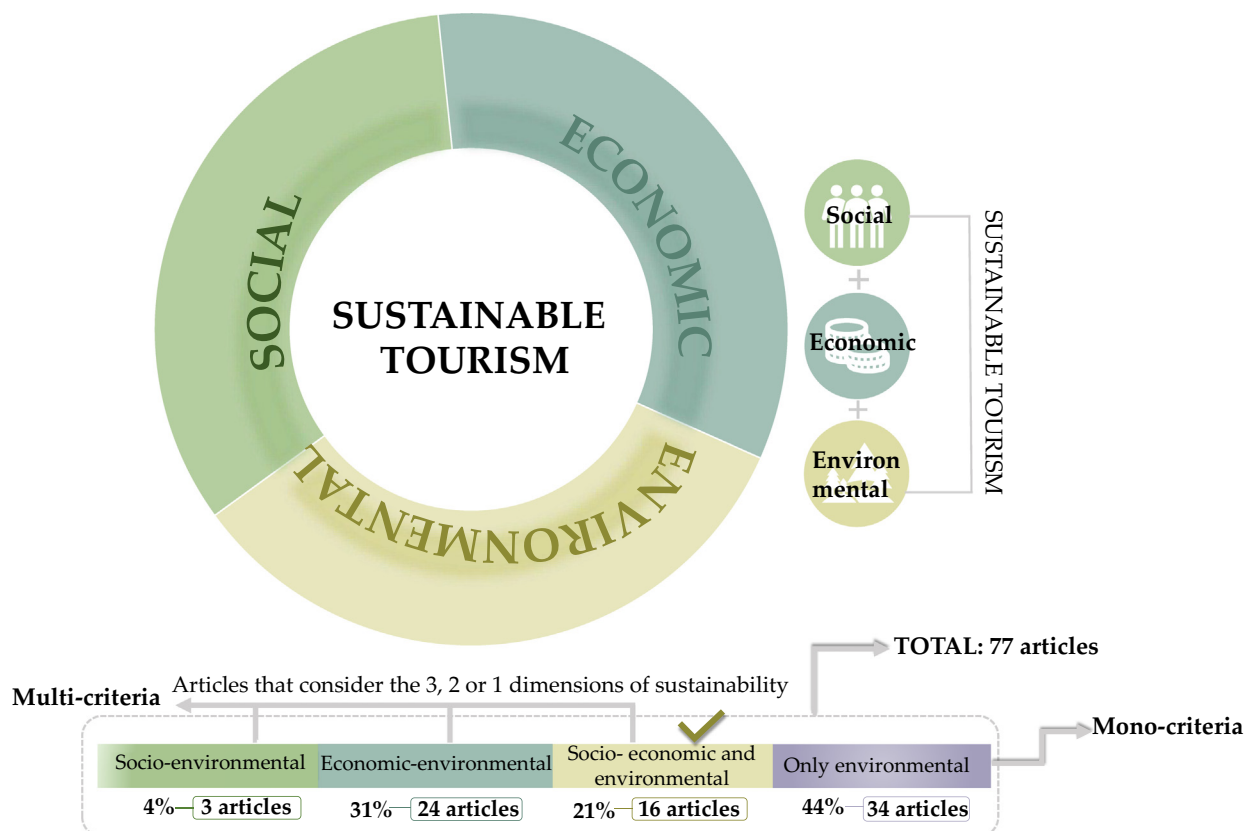 SOCIAL
ECONOMIC
ENVIRONMENTAL
SUSTAINABLE
TOURISM
Social
+
Economic
+
Environ
mental
SUSTAINABLE TOURISM
TOTAL: 77 articles
Multi-criteria
Articles that consider the 3, 2 or 1 dimensions of sustainability
Mono-criteria
Socio-environmental
Economic-environmental
Socio- economic and
environmental
Only environmental
4% 3 articles
31% 24 articles
21% 16 articles
44% 34 articles